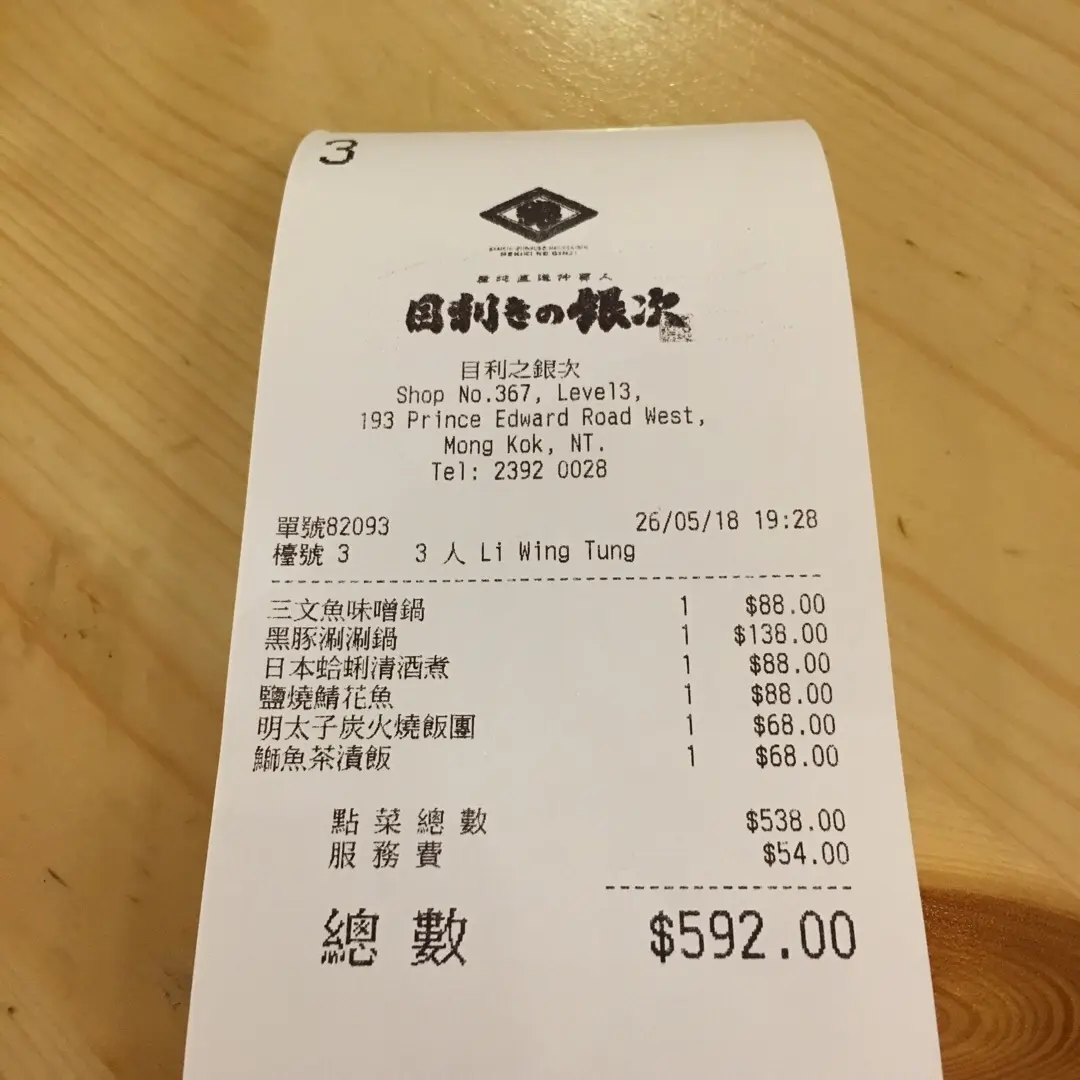 3
目利きの銀次
目利之銀次
Shop No.367, Level3,
193 Prince Edward Road West,
Mong Kok, NT.
Tel: 2392 0028
單號82093 26/05/18 19:28
檯號 3 3 人 Li Wing Tung
三文魚味噌鍋 1 $88.00
黑豚涮涮鍋 1 $138.00
日本蛤蜊清酒煮 1 $88.00
鹽燒鯖花魚 1 $88.00
明太子炭火燒飯團 1 $68.00
鰤魚茶漬飯 1 $68.00
點菜總數 $538.00
服務費 $54.00
總數 $592.00